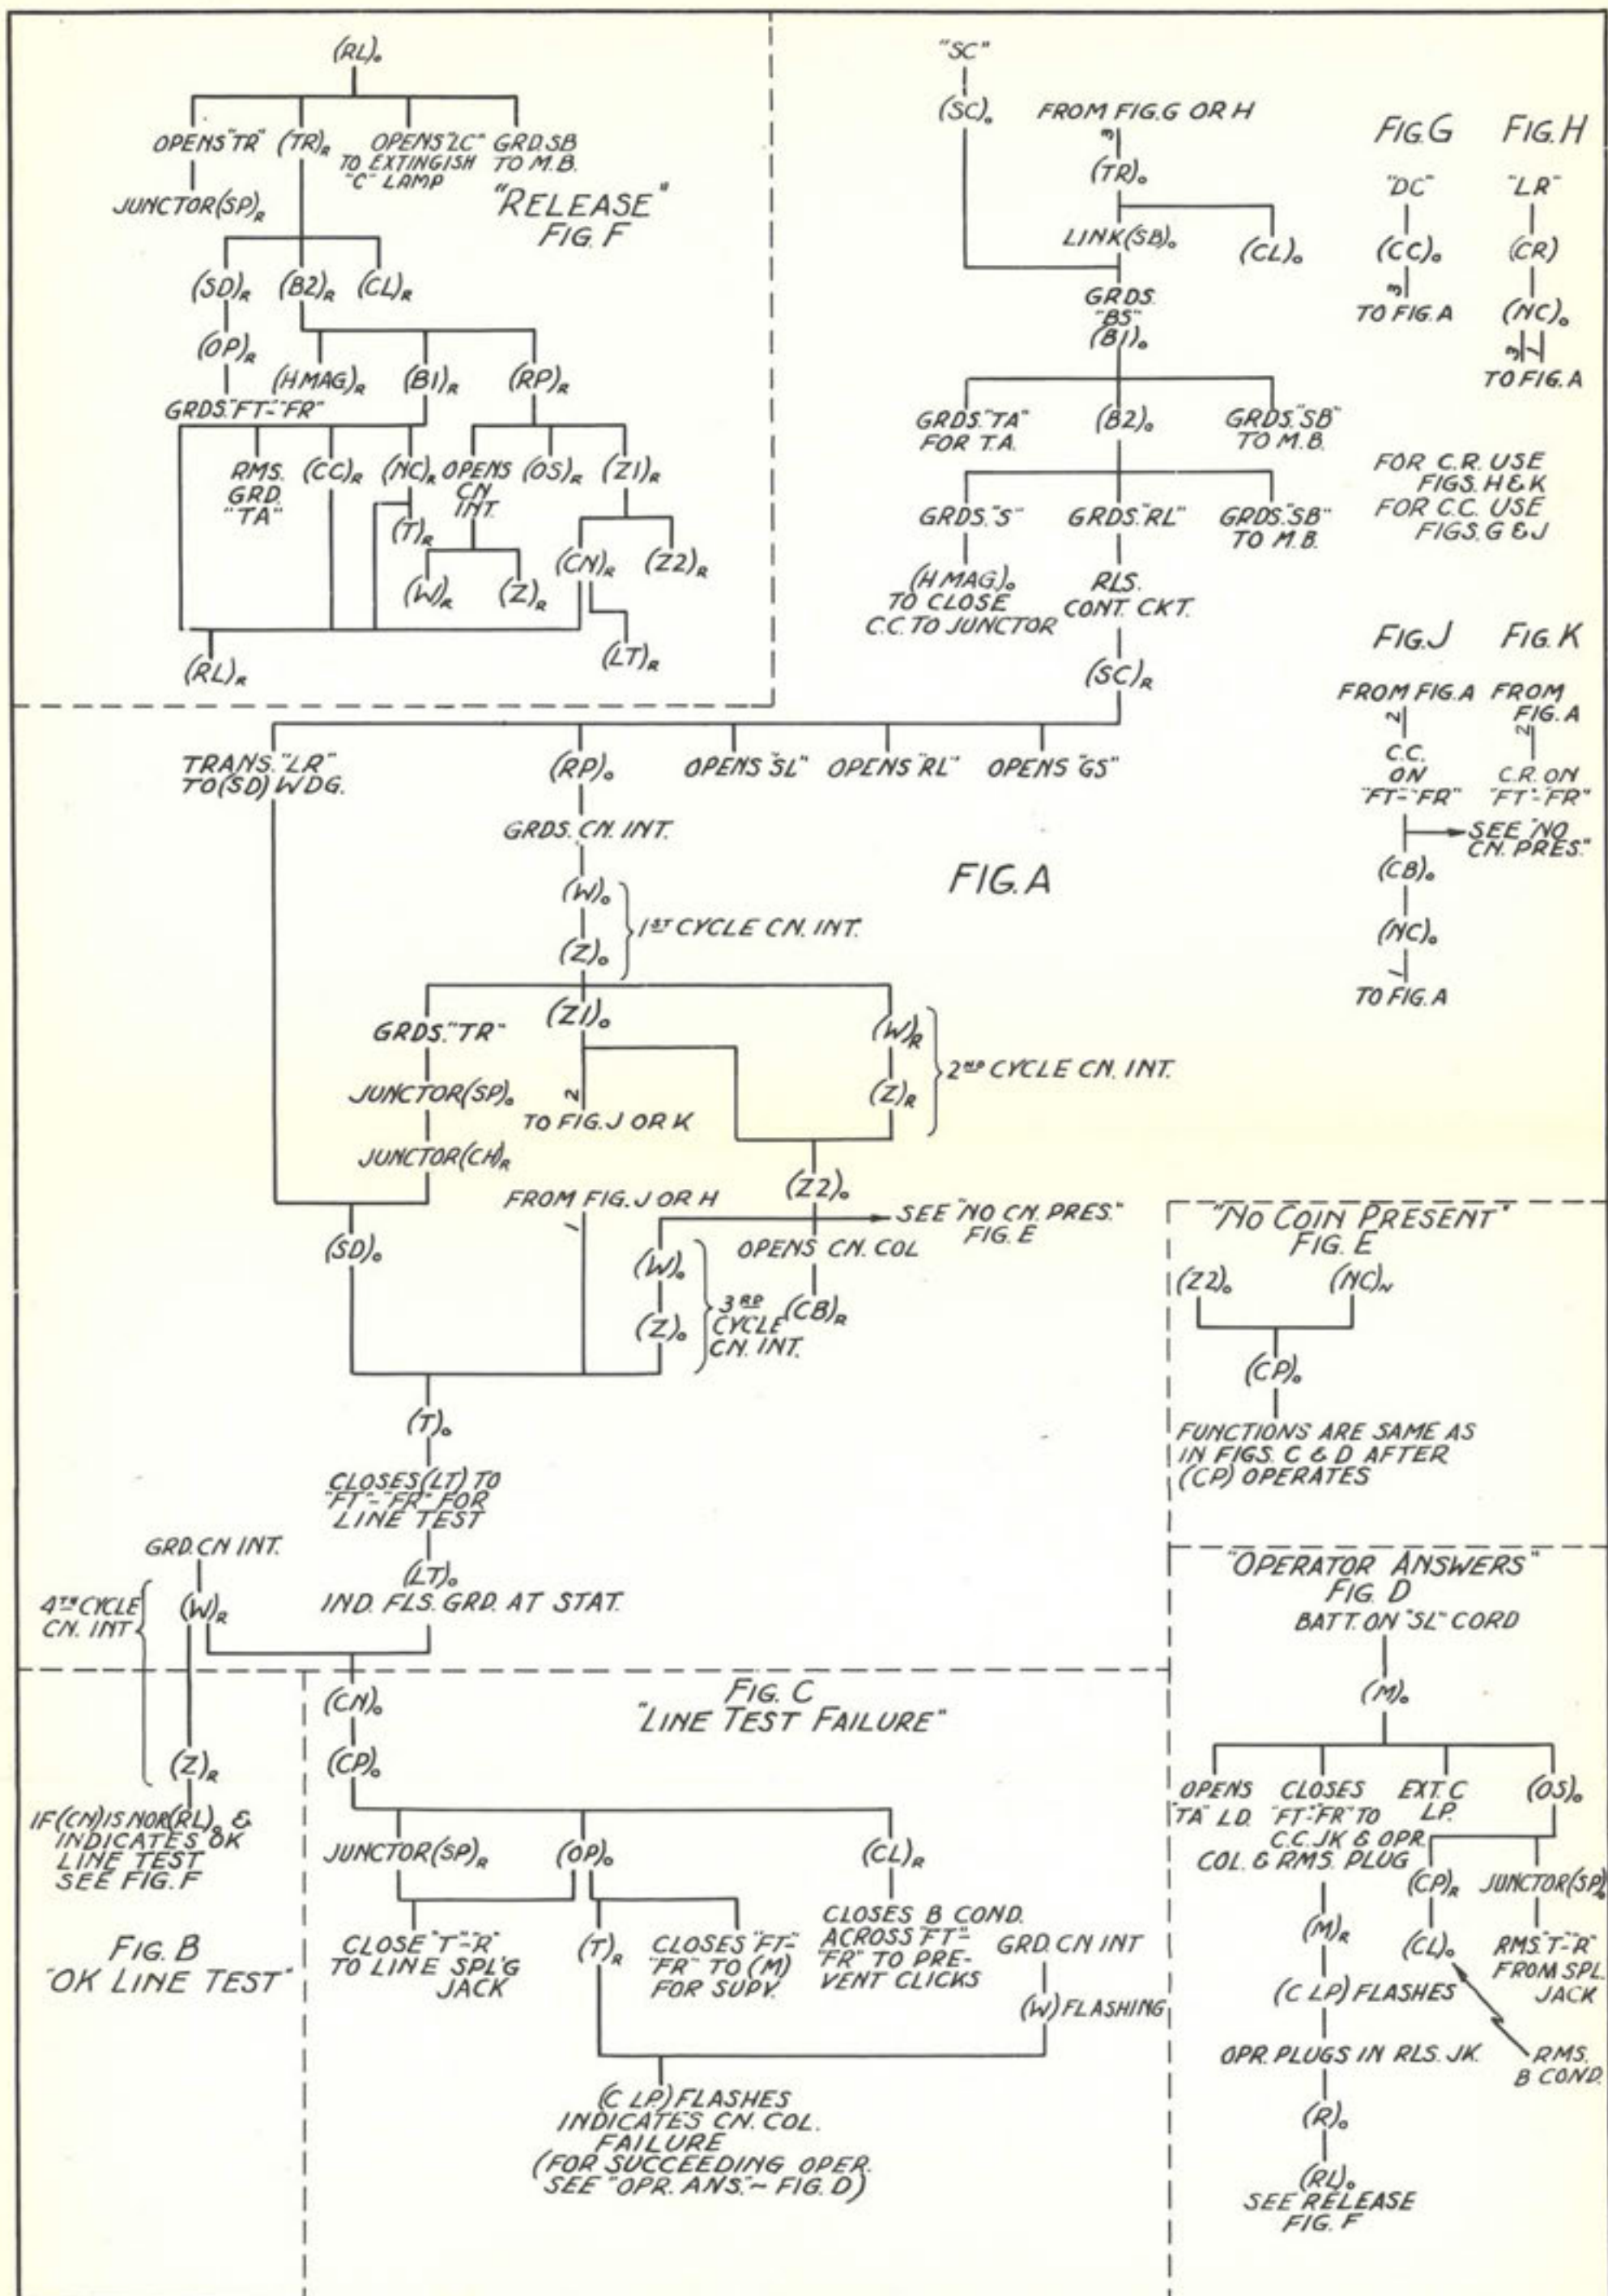 (RL)o
OPENS "TR"
(TR)R
OPENS "LC"
TO EXTINGISH
"C" LAMP
GRD. SB
TO M.B.
JUNCTOR (SP)R
"RELEASE"
FIG. F
(SD)R
(B2)R
(CL)R
(OP)R
(H MAG)R
(B1)R
(RP)R
GRDS. "FT"-"FR"
RMS.
GRD.
"TA"
(CC)R
(NC)R
OPENS
CN
INT.
(OS)R
(Z1)R
(T)R
(W)R
(Z)R
(CN)R
(Z2)R
(LT)R
(RL)R
"SC"
(SC)o
FROM FIG. G OR H
3
(TR)o
LINK (SB)o
(CL)o
GRDS.
"BS"
(B1)o
GRDS. "TA"
FOR T.A.
(B2)o
GRDS. "SB"
TO M.B.
GRDS. "S"
GRDS. "RL"
GRDS. "SB"
TO M.B.
(H MAG.)o
TO CLOSE
C.C. TO JUNCTOR
RLS.
CONT. CKT.
(SC)R
FIG. G
"DC"
(CC)o
3
TO FIG. A
FIG. H
"LR"
(CR)
(NC)o
3 1
TO FIG. A
FOR C.R. USE
FIGS. H & K
FOR C.C. USE
FIGS. G & J
FIG. J
FROM FIG. A
2
C.C.
ON
"FT"-"FR"
FIG. K
FROM
FIG. A
2
C.R. ON
"FT"-"FR"
SEE "NO
CN. PRES."
(CB)o
(NC)o
1
TO FIG. A
TRANS. "LR"
TO (SD) WDG.
(RP)o
OPENS "SL"
OPENS "RL"
OPENS "GS"
GRDS. CN. INT.
FIG. A
(W)o
(Z)o
1ST CYCLE CN. INT.
GRDS. "TR"
(Z1)o
(W)R
(Z)R
2ND CYCLE CN. INT.
JUNCTOR (SP)o
2
TO FIG. J OR K
JUNCTOR (CH)R
(Z2)o
FROM FIG. J OR H
1
SEE "NO CN. PRES."
FIG. E
(SD)o
OPENS CN. COL
(W)o
(Z)o
3RD
CYCLE
CN. INT.
(CB)R
(T)o
CLOSES (LT) TO
"FT"-"FR" FOR
LINE TEST
(LT)o
IND. FLS. GRD. AT STAT.
GRD. CN INT.
4TH CYCLE
CN. INT
(W)R
(Z)R
IF (CN) IS NOR (RL)o &
INDICATES OK
LINE TEST
SEE FIG. F
FIG. B
"OK LINE TEST"
FIG. C
"LINE TEST FAILURE"
(CN)o
(CP)o
JUNCTOR (SP)R
(OP)o
(CL)R
CLOSE "T"-"R"
TO LINE SPL'G
JACK
(T)R
CLOSES "FT"-
"FR" TO (M)
FOR SUPV.
CLOSES B COND.
ACROSS "FT"-
"FR" TO PRE-
VENT CLICKS
GRD. CN INT
(W) FLASHING
(C LP) FLASHES
INDICATES CN. COL.
FAILURE
(FOR SUCCEEDING OPER.
SEE "OPR. ANS." ~ FIG. D)
"NO COIN PRESENT"
FIG. E
(Z2)o
(NC)N
(CP)o
FUNCTIONS ARE SAME AS
IN FIGS. C & D AFTER
(CP) OPERATES
"OPERATOR ANSWERS"
FIG. D
BATT. ON "SL" CORD
(M)o
OPENS
"TA" LD.
CLOSES
"FT"-"FR" TO
C.C. JK & OPR.
COL. & RMS. PLUG
EXT. C
LP.
(OS)o
(CP)R
JUNCTOR (SP)o
(M)R
(CL)o
RMS. "T"-"R"
FROM SPL.
JACK
(C LP) FLASHES
OPR. PLUGS IN RLS. JK.
RMS.
B COND.
(R)o
(RL)o
SEE RELEASE
FIG. F